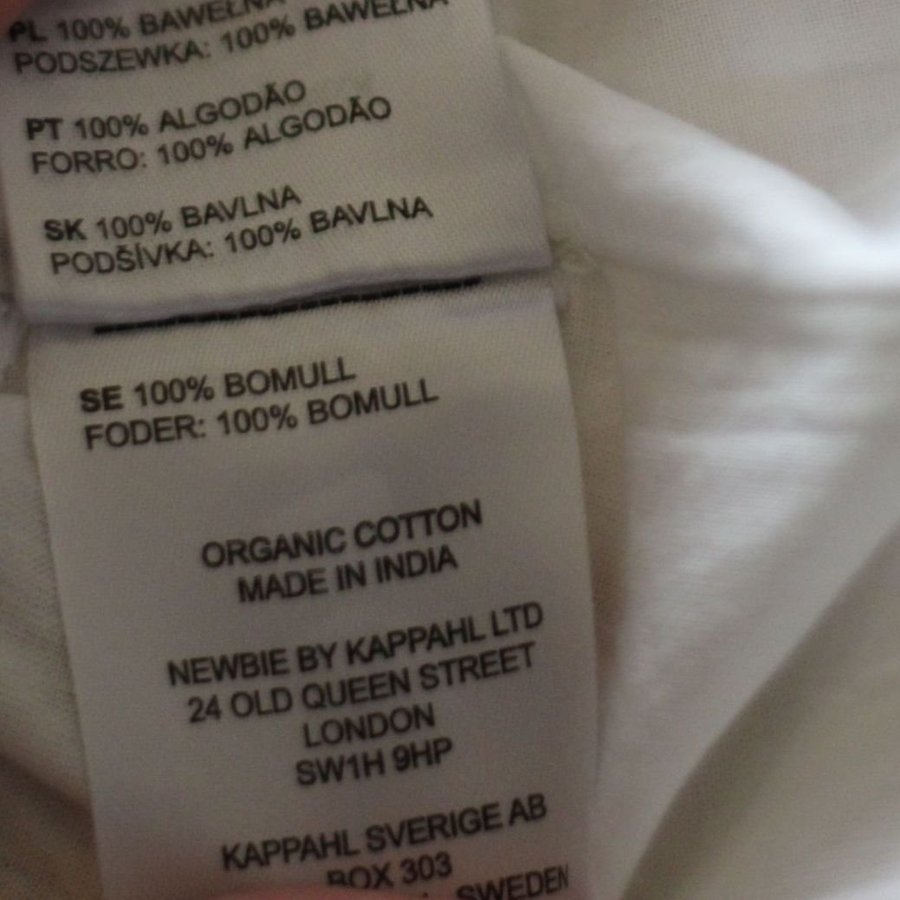 PL 100% BAWEŁNA
PODSZEWKA: 100% BAWEŁNA
PT 100% ALGODÃO
FORRO: 100% ALGODÃO
SK 100% BAVLNA
PODŠÍVKA: 100% BAVLNA
SE 100% BOMULL
FODER: 100% BOMULL
ORGANIC COTTON
MADE IN INDIA
NEWBIE BY KAPPAHL LTD
24 OLD QUEEN STREET
LONDON
SW1H 9HP
KAPPAHL SVERIGE AB
BOX 303
SWEDEN